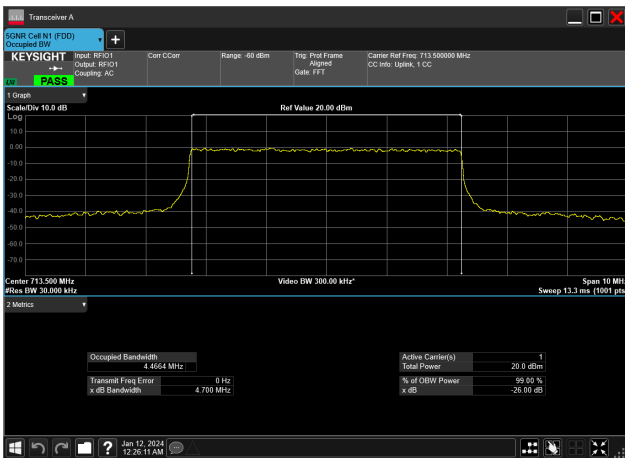 Transceiver A
5GNR Cell N1 (FDD)
Occupied BW
KEYSIGHT
Input: RFIO1
Output: RFIO1
Coupling: AC
Corr CCorr
Range: -60 dBm
Trig: Prot Frame
Aligned
Gate: FFT
Carrier Ref Freq: 713.500000 MHz
CC Info: Uplink, 1 CC
PASS
1 Graph
Scale/Div 10.0 dB
Ref Value 20.00 dBm
Log
10.0
0.00
-10.0
-20.0
-30.0
-40.0
-50.0
-60.0
-70.0
Center 713.500 MHz
Video BW 300.00 kHz*
Span 10 MHz
#Res BW 30.000 kHz
Sweep 13.3 ms (1001 pts
2 Metrics
Occupied Bandwidth
4.4664 MHz
Transmit Freq Error 0 Hz
x dB Bandwidth 4.700 MHz
Active Carrier(s) 1
Total Power 20.0 dBm
% of OBW Power 99.00 %
x dB -26.00 dB
Jan 12, 2024
12:26:11 AM